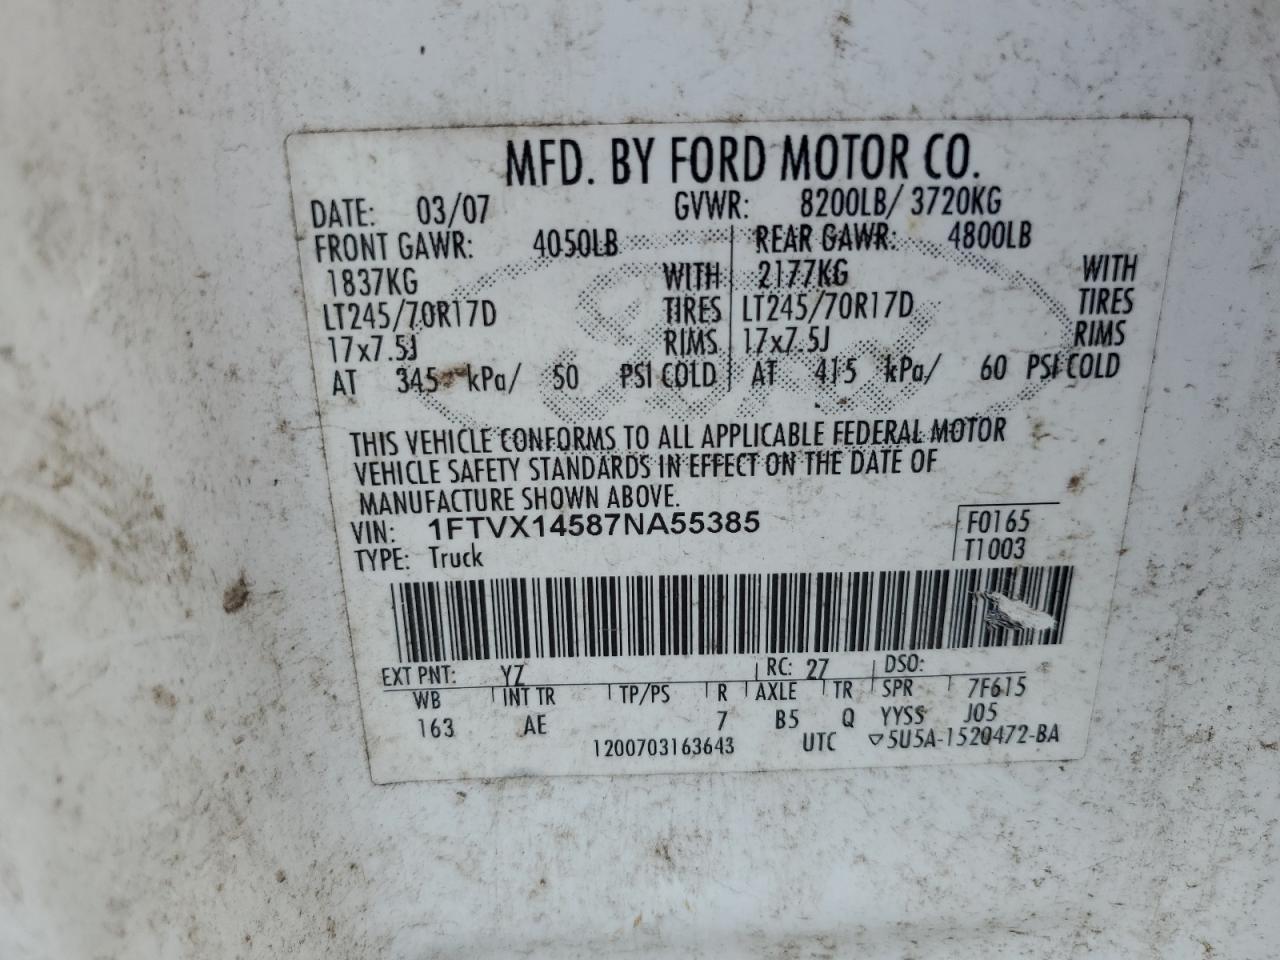 MFD. BY FORD MOTOR CO.
DATE: 03/07 GVWR: 8200LB/ 3720KG
FRONT GAWR: 4050LB REAR GAWR: 4800LB
1837KG WITH 2177KG WITH
LT245/70R17D TIRES LT245/70R17D TIRES
17x7.5J RIMS 17x7.5J RIMS
AT 345 kPa/ 50 PSI COLD AT 415 kPa/ 60 PSI COLD
THIS VEHICLE CONFORMS TO ALL APPLICABLE FEDERAL MOTOR
VEHICLE SAFETY STANDARDS IN EFFECT ON THE DATE OF
MANUFACTURE SHOWN ABOVE.
VIN: 1FTVX14587NA55385 F0165
TYPE: Truck T1003
EXT PNT: YZ RC: 27 DSO:
WB INT TR TP/PS R AXLE TR SPR 7F615
163 AE 7 B5 Q YYSS J05
1200703163643 UTC ▽5U5A-1520472-BA